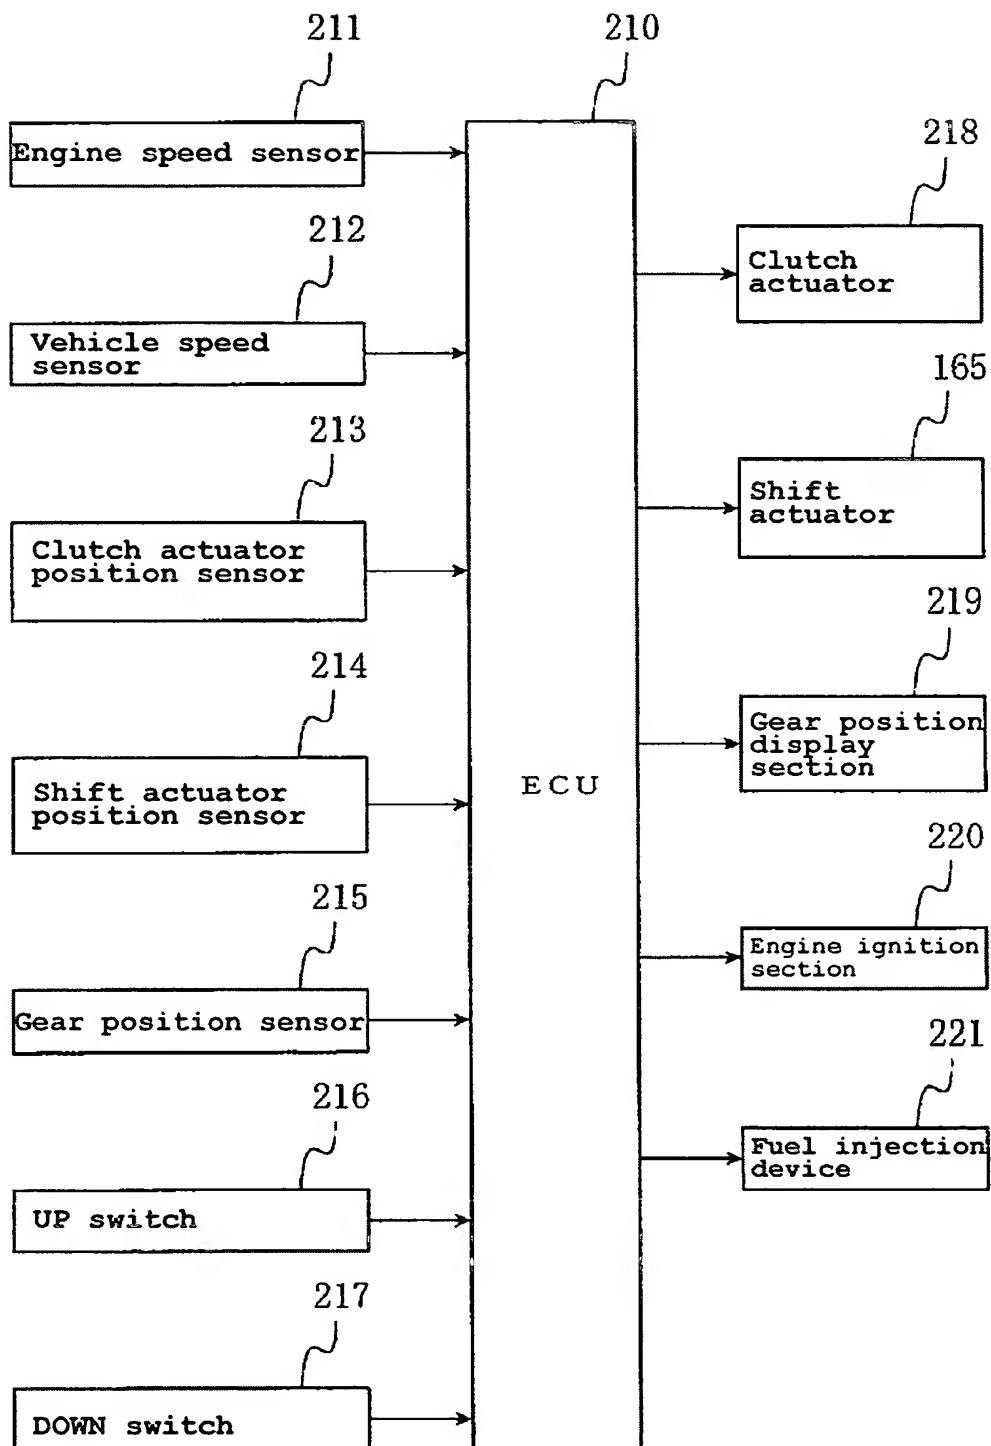 211
210
Engine speed sensor
218
212
Clutch
actuator
Vehicle speed
sensor
165
213
Shift
actuator
Clutch actuator
position sensor
219
214
Gear position
display
section
ECU
Shift actuator
position sensor
220
215
Engine ignition
section
Gear position sensor
221
216
Fuel injection
device
UP switch
217
DOWN switch